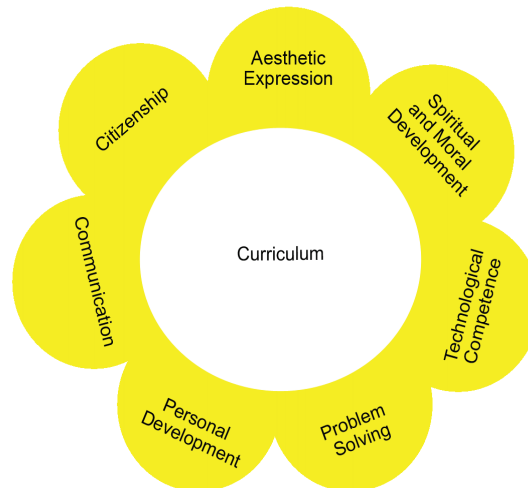 Aesthetic
Expression
Spiritual
and Moral
Development
Technological
Competence
Problem
Solving
Personal
Development
Communication
Citizenship
Curriculum